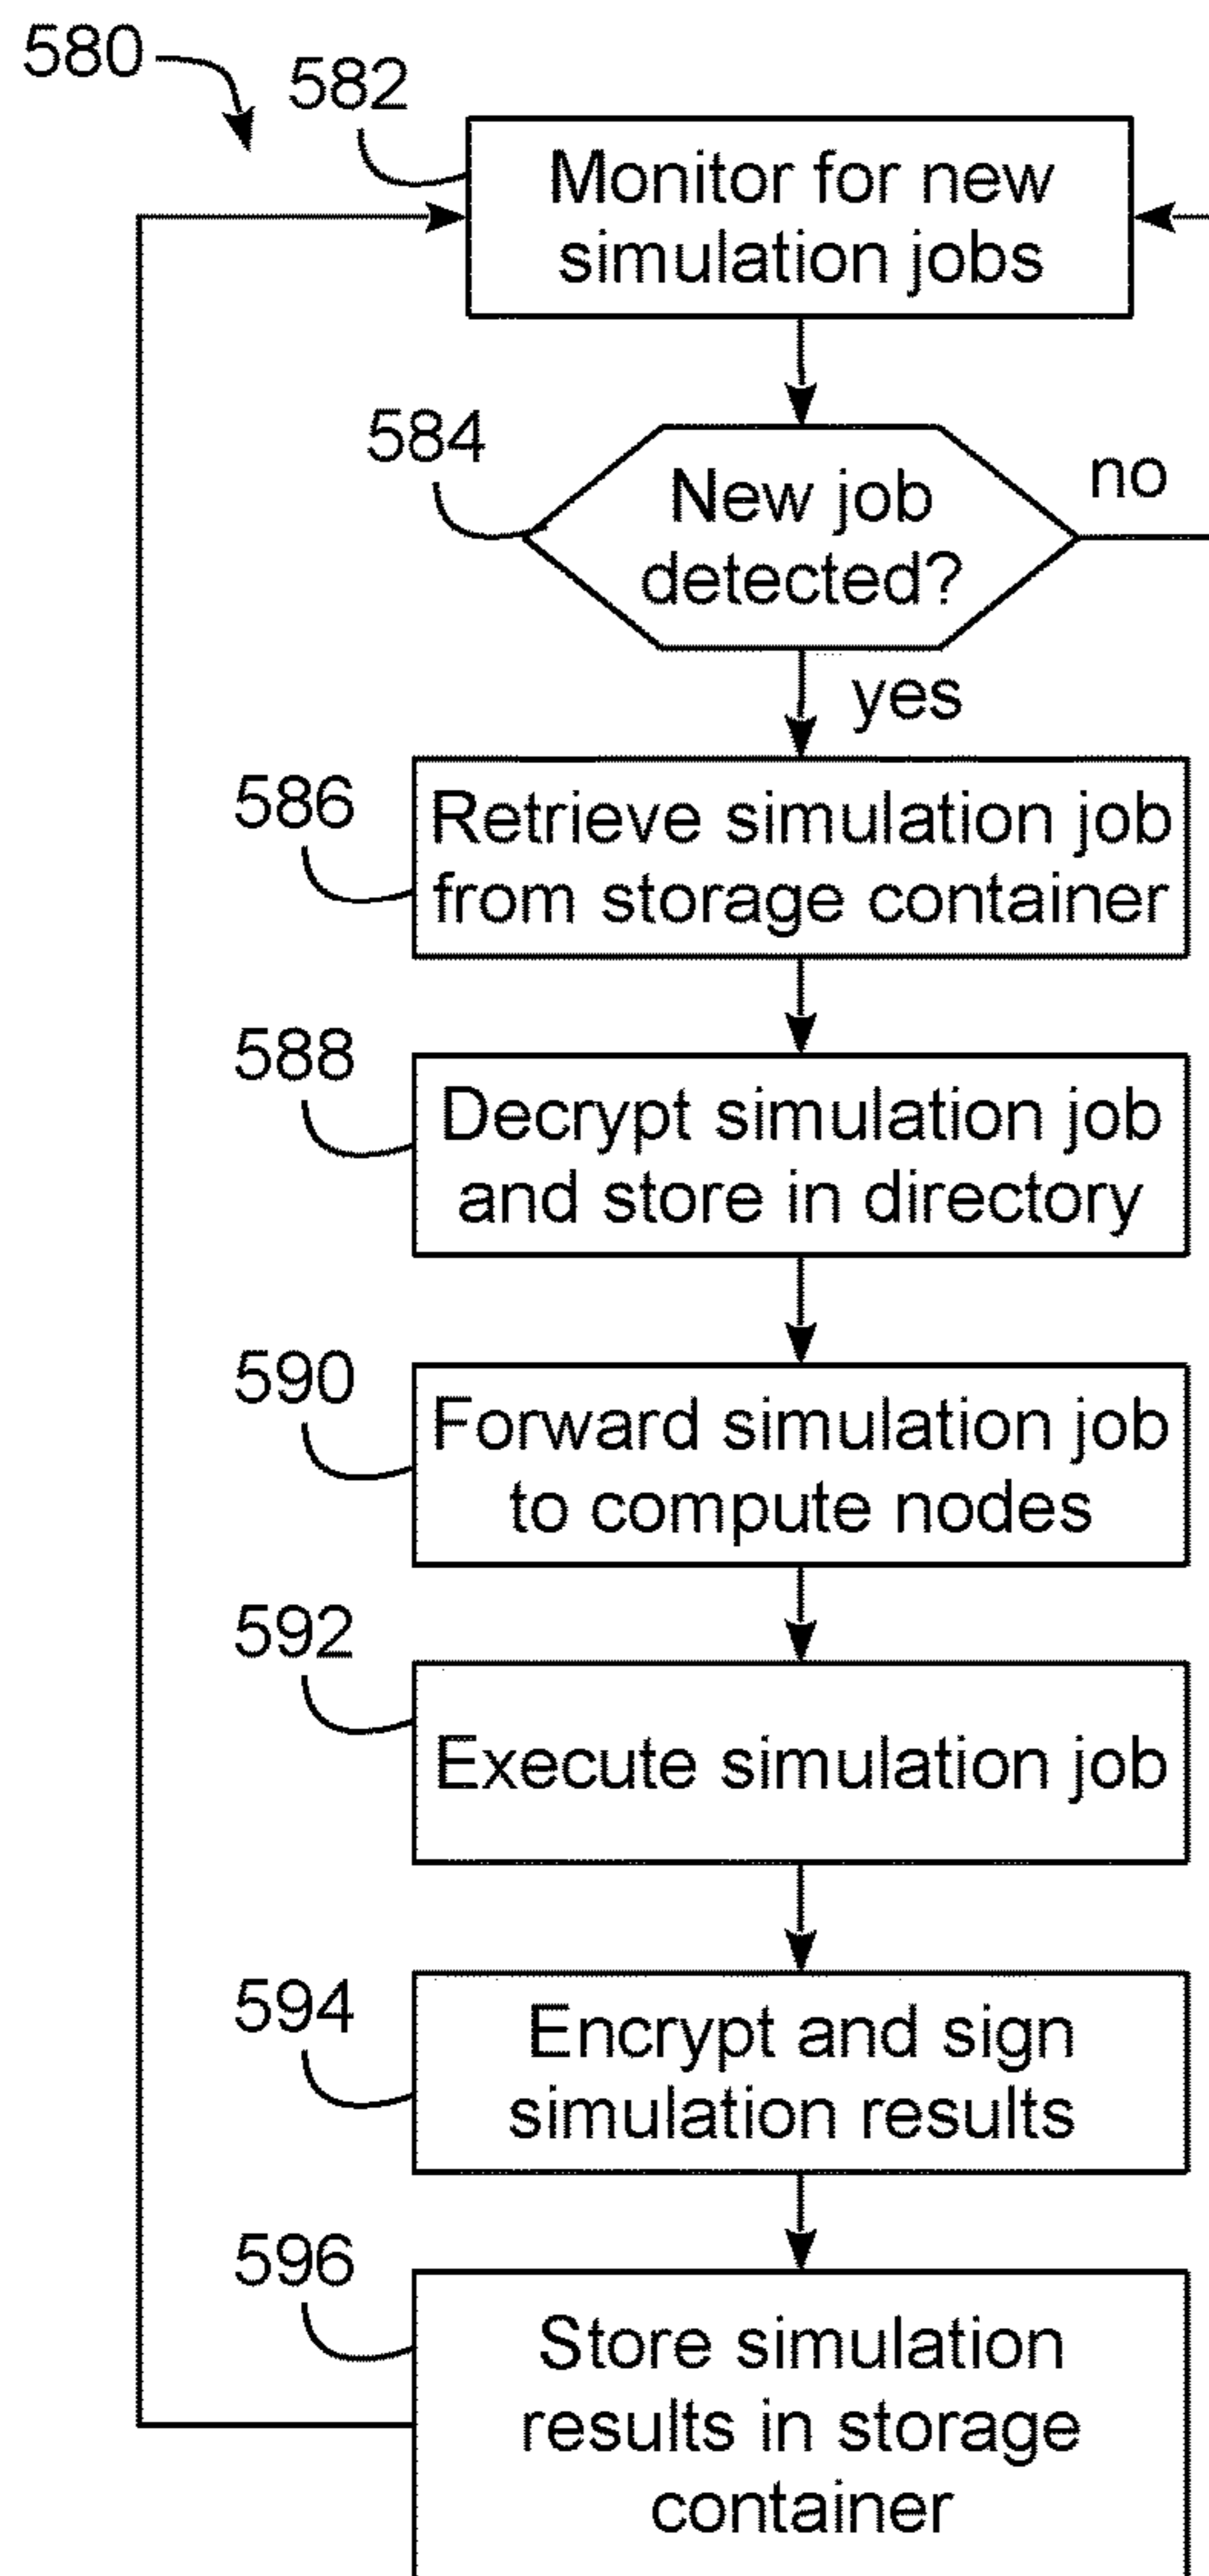 580
582
Monitor for new
simulation jobs
584
New job
detected?
no
yes
586
Retrieve simulation job
from storage container
588
Decrypt simulation job
and store in directory
590
Forward simulation job
to compute nodes
592
Execute simulation job
594
Encrypt and sign
simulation results
596
Store simulation
results in storage
container